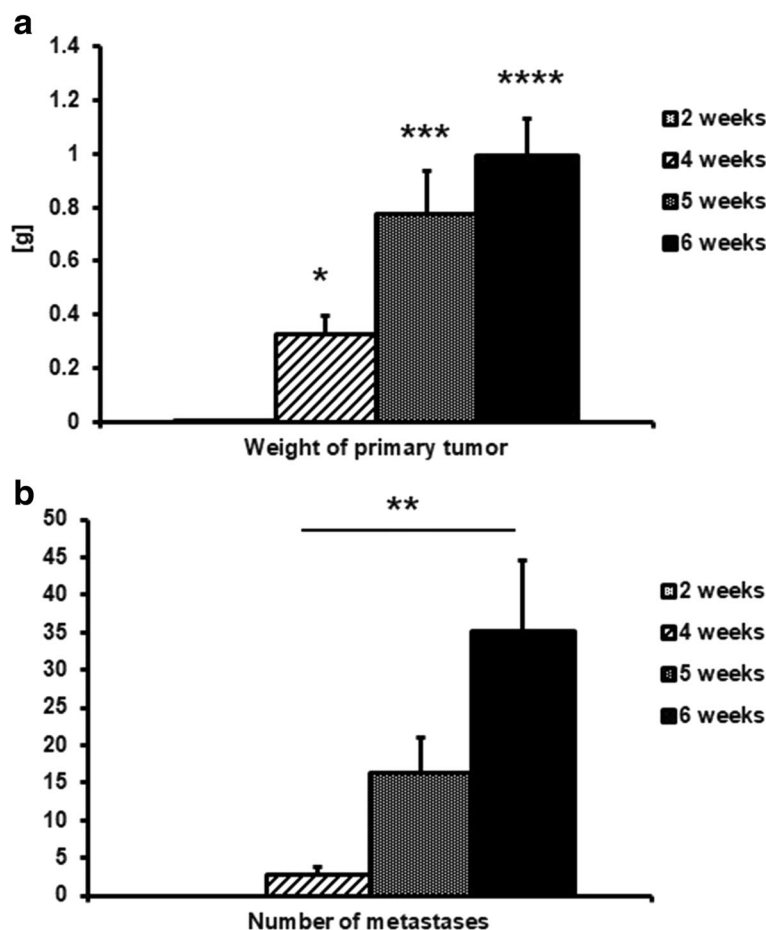 a
1.4
1.2
1
0.8
0.6
0.4
0.2
0
[g]
*
***
****
Weight of primary tumor
2 weeks
4 weeks
5 weeks
6 weeks
b
50
45
40
35
30
25
20
15
10
5
0
**
Number of metastases
2 weeks
4 weeks
5 weeks
6 weeks